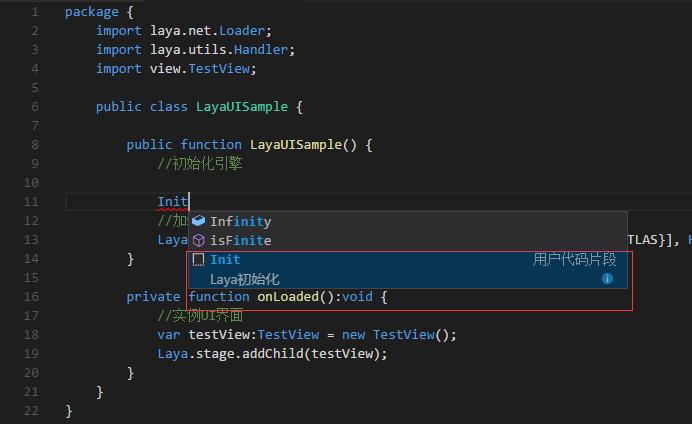 1 package {
2 import laya.net.Loader;
3 import laya.utils.Handler;
4 import view.TestView;
5
6 public class LayaUISample {
7
8 public function LayaUISample() {
9 //初始化引擎
10
11 Init
Infinity
12 //加
isFinite
13 Laya TLAS}], H
Init 用户代码片段
14 }
Laya初始化
15
16 private function onLoaded():void {
17 //实例UI界面
18 var testView:TestView = new TestView();
19 Laya.stage.addChild(testView);
20 }
21 }
22 }